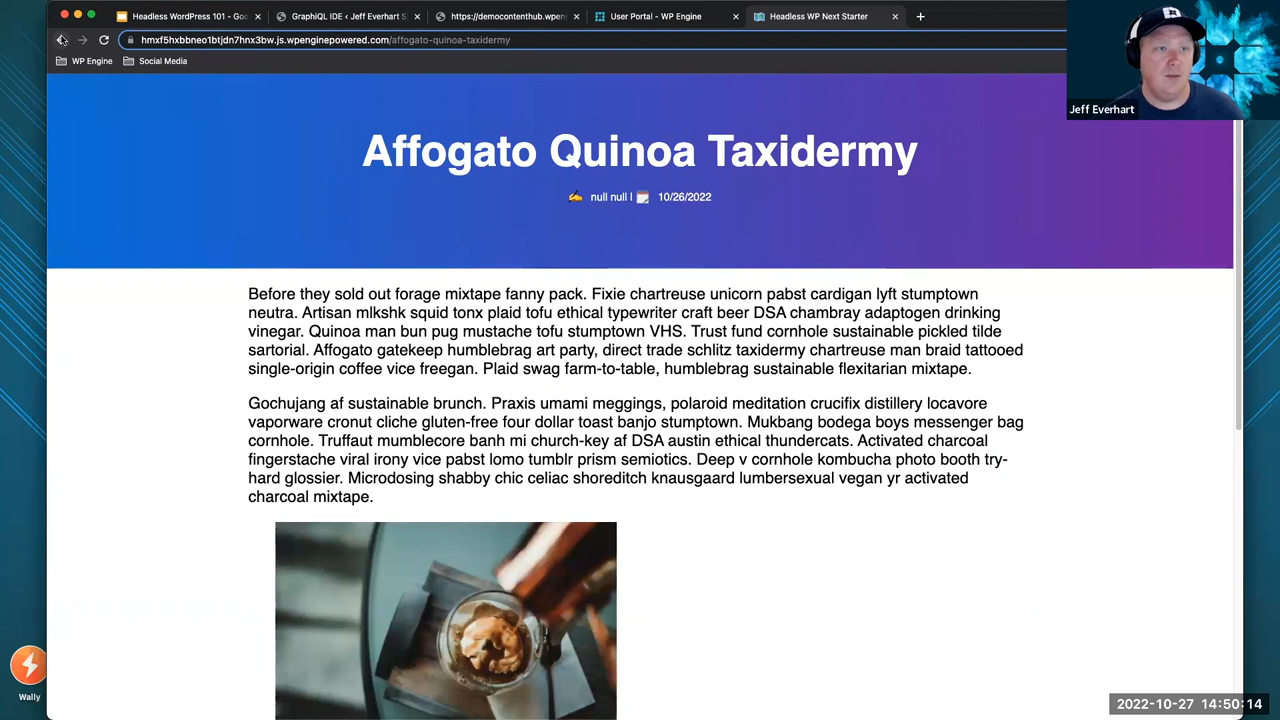 Headless WordPress 101 - Goo
GraphiQL IDE ‹ Jeff Everhart S
https://democontenthub.wpen
User Portal - WP Engine
Headless WP Next Starter
hmxf5hxbbneo1btjdn7hnx3bw.js.wpenginepowered.com/affogato-quinoa-taxidermy
WP Engine
Social Media
Jeff Everhart
Affogato Quinoa Taxidermy
✍️ null null | 🗓️ 10/26/2022
Before they sold out forage mixtape fanny pack. Fixie chartreuse unicorn pabst cardigan lyft stumptown
neutra. Artisan mlkshk squid tonx plaid tofu ethical typewriter craft beer DSA chambray adaptogen drinking
vinegar. Quinoa man bun pug mustache tofu stumptown VHS. Trust fund cornhole sustainable pickled tilde
sartorial. Affogato gatekeep humblebrag art party, direct trade schlitz taxidermy chartreuse man braid tattooed
single-origin coffee vice freegan. Plaid swag farm-to-table, humblebrag sustainable flexitarian mixtape.
Gochujang af sustainable brunch. Praxis umami meggings, polaroid meditation crucifix distillery locavore
vaporware cronut cliche gluten-free four dollar toast banjo stumptown. Mukbang bodega boys messenger bag
cornhole. Truffaut mumblecore banh mi church-key af DSA austin ethical thundercats. Activated charcoal
fingerstache viral irony vice pabst lomo tumblr prism semiotics. Deep v cornhole kombucha photo booth try-
hard glossier. Microdosing shabby chic celiac shoreditch knausgaard lumbersexual vegan yr activated
charcoal mixtape.
Wally
2022-10-27 14:50:14